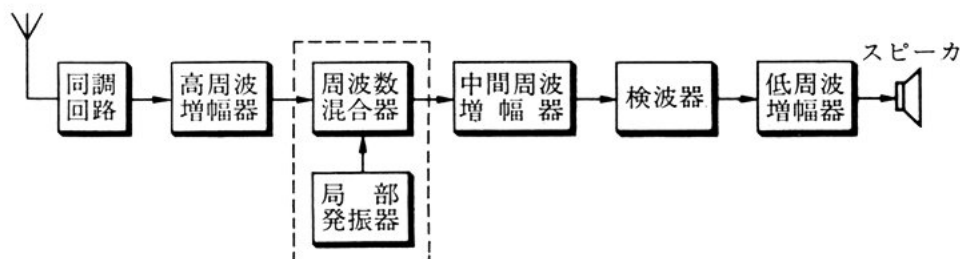 スピーカ
同調
回路
高周波
増幅器
周波数
混合器
中間周波
増幅器
検波器
低周波
増幅器
局部
発振器